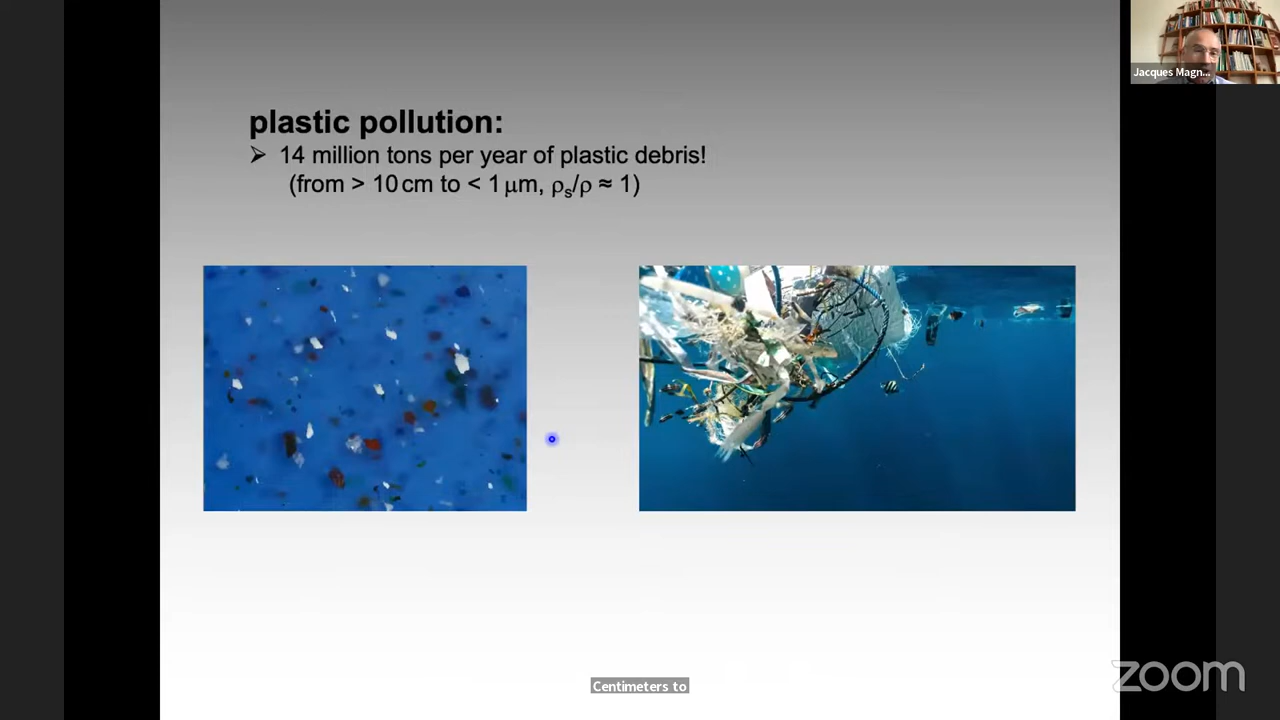 Jacques Magn...
plastic pollution:
➢ 14 million tons per year of plastic debris!
(from > 10 cm to < 1 μm, ρs/ρ ≈ 1)
Centimeters to
zoom